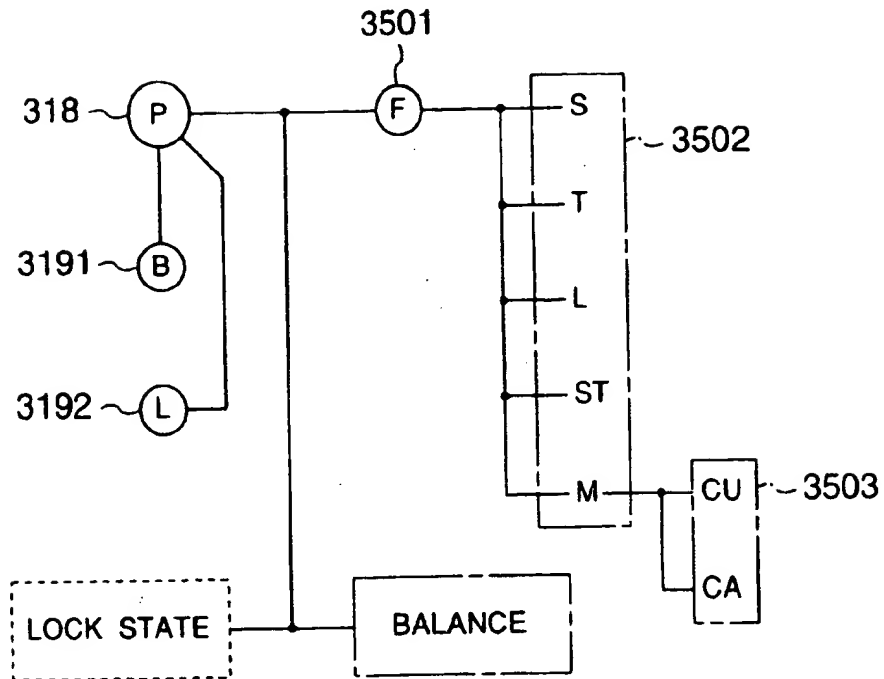 3501
318
P
F
S
3502
T
3191
B
L
3192
L
ST
M
CU
3503
CA
LOCK STATE
BALANCE